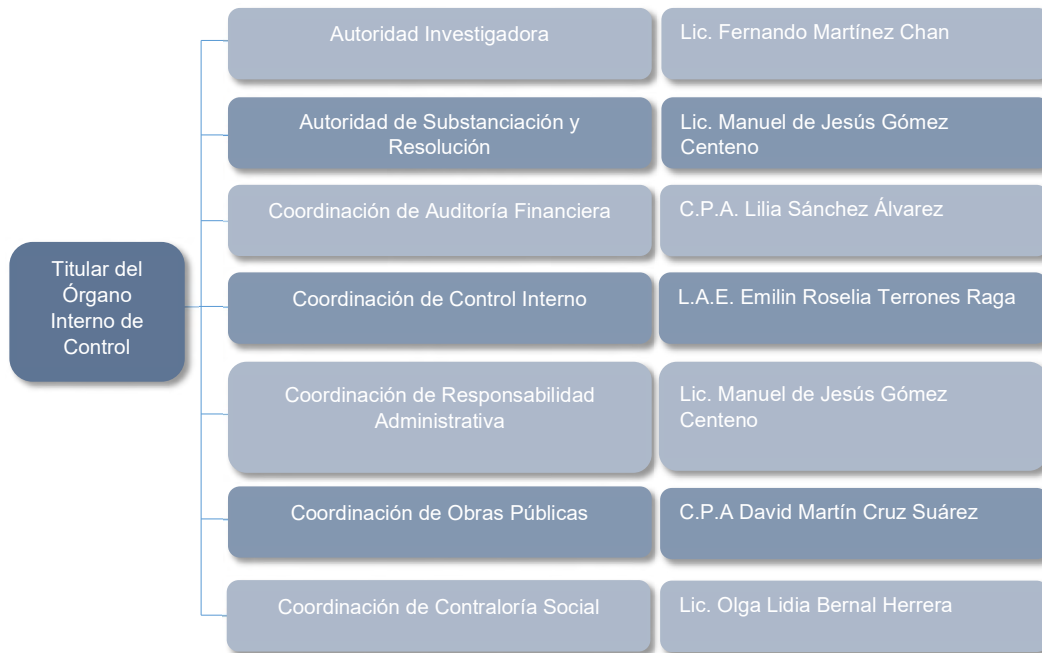 Titular del
Órgano
Interno de
Control
Autoridad Investigadora
Lic. Fernando Martínez Chan
Autoridad de Substanciación y
Resolución
Lic. Manuel de Jesús Gómez
Centeno
Coordinación de Auditoría Financiera
C.P.A. Lilia Sánchez Álvarez
Coordinación de Control Interno
L.A.E. Emilin Roselia Terrones Raga
Coordinación de Responsabilidad
Administrativa
Lic. Manuel de Jesús Gómez
Centeno
Coordinación de Obras Públicas
C.P.A David Martín Cruz Suárez
Coordinación de Contraloría Social
Lic. Olga Lidia Bernal Herrera